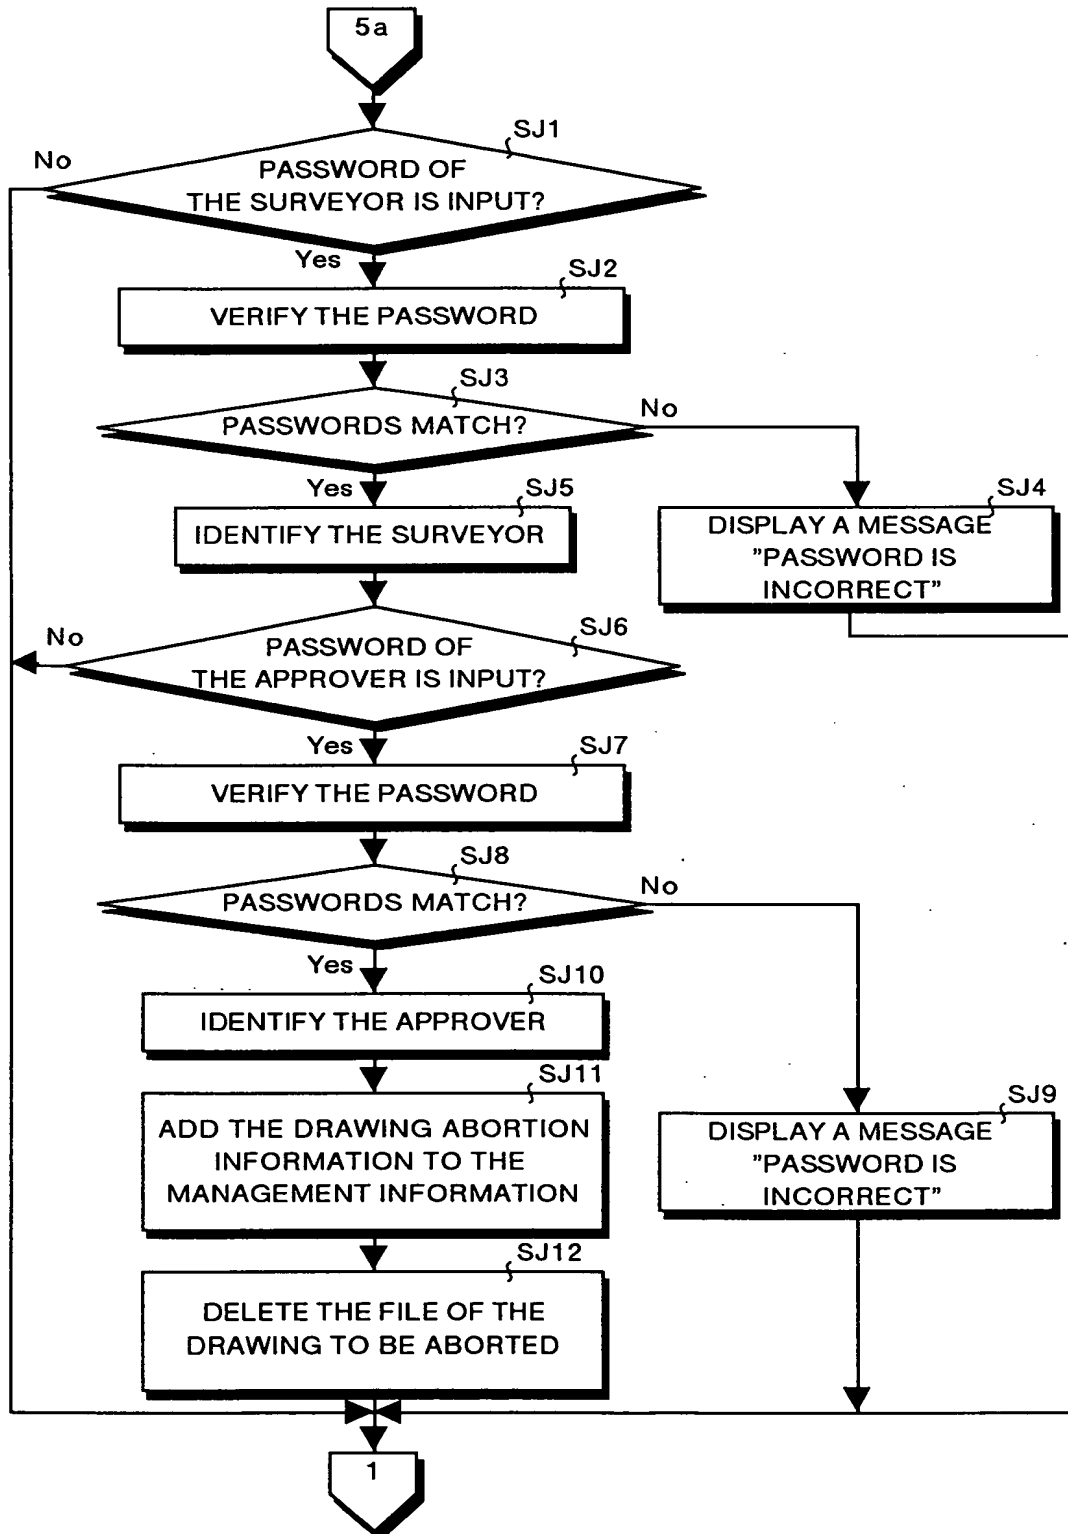 5a
SJ1
No
PASSWORD OF
THE SURVEYOR IS INPUT?
Yes
SJ2
VERIFY THE PASSWORD
SJ3
PASSWORDS MATCH?
No
Yes
SJ5
IDENTIFY THE SURVEYOR
SJ4
DISPLAY A MESSAGE
"PASSWORD IS
INCORRECT"
SJ6
No
PASSWORD OF
THE APPROVER IS INPUT?
Yes
SJ7
VERIFY THE PASSWORD
SJ8
PASSWORDS MATCH?
No
Yes
SJ10
IDENTIFY THE APPROVER
SJ11
ADD THE DRAWING ABORTION
INFORMATION TO THE
MANAGEMENT INFORMATION
SJ9
DISPLAY A MESSAGE
"PASSWORD IS
INCORRECT"
SJ12
DELETE THE FILE OF THE
DRAWING TO BE ABORTED
1